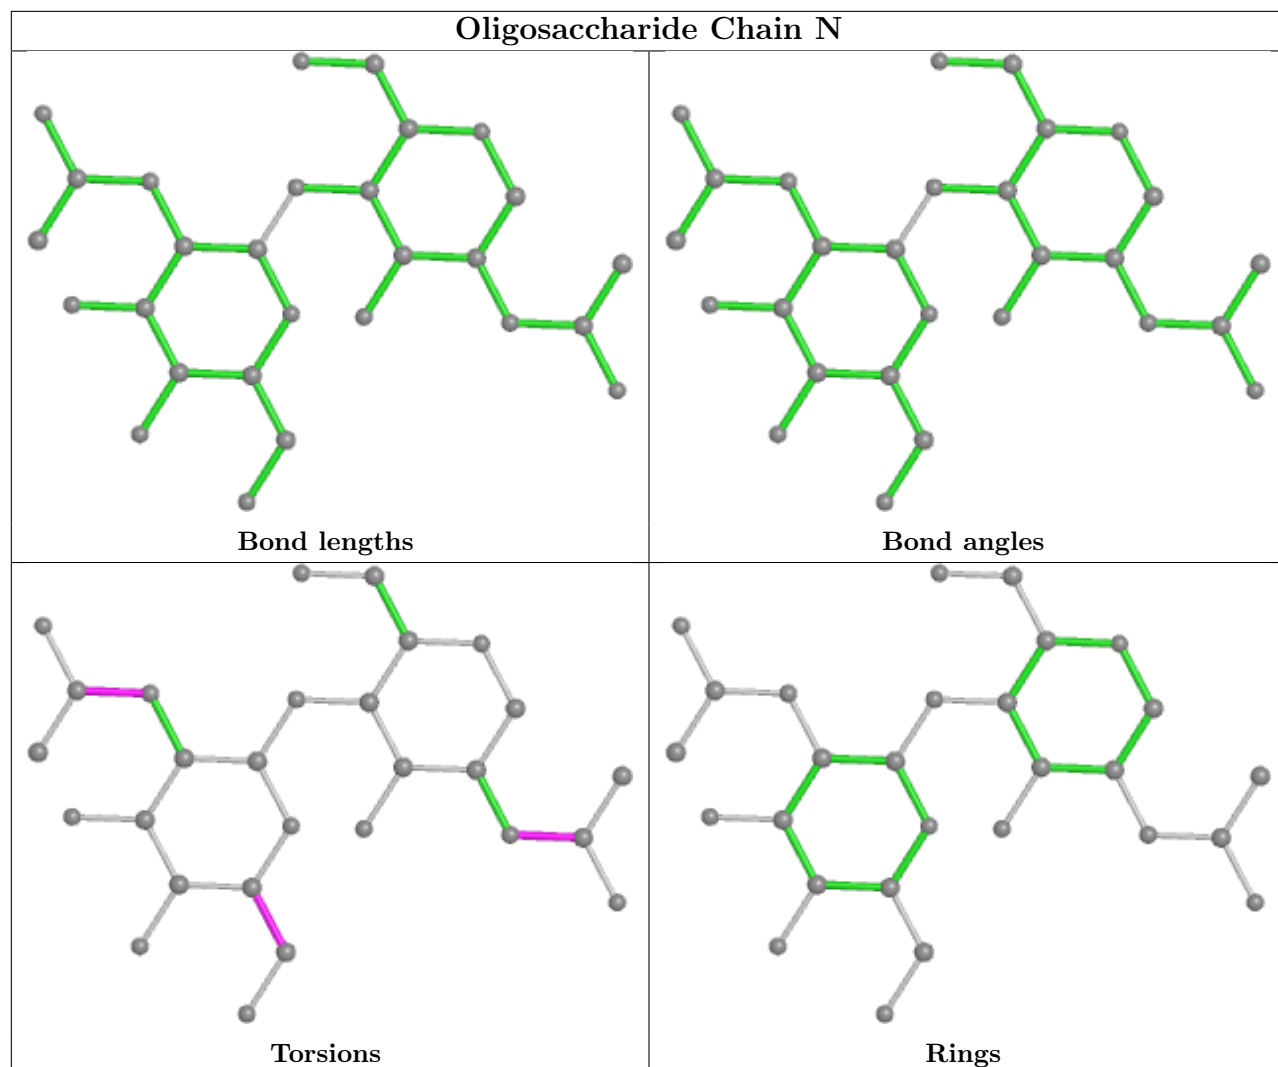 Oligosaccharide Chain N
Bond lengths
Bond angles
Torsions
Rings